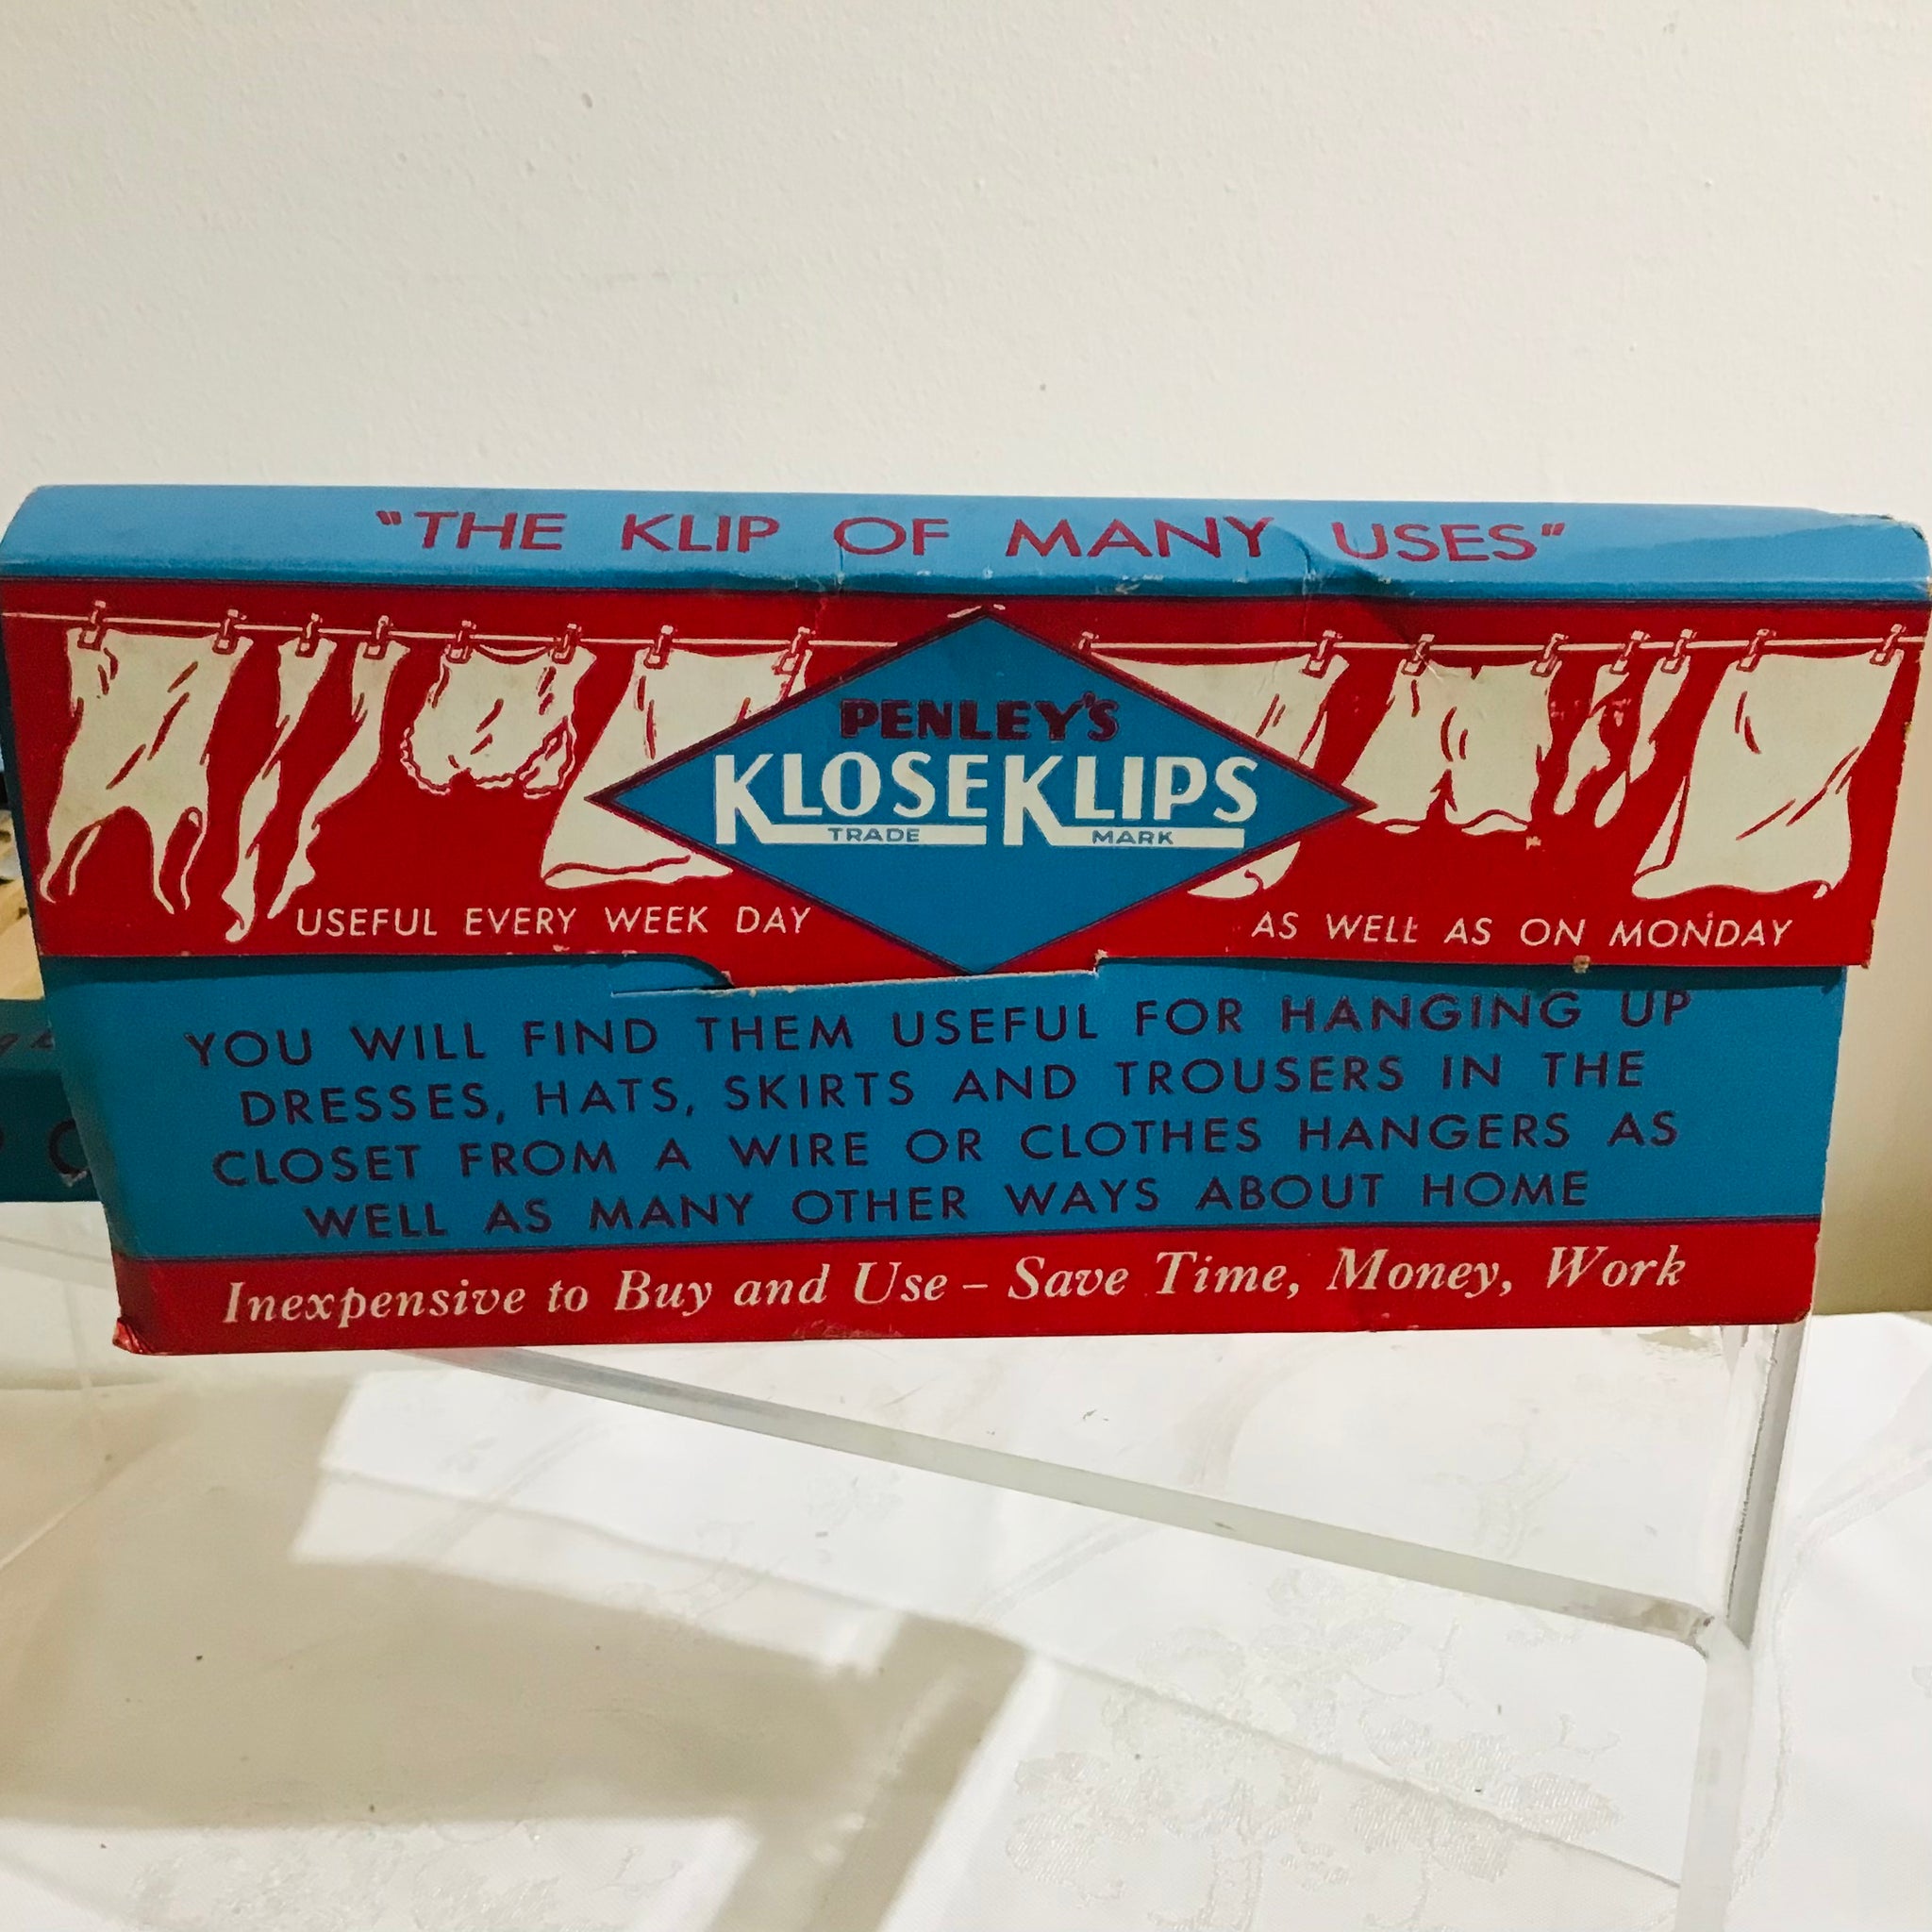 "THE KLIP OF MANY USES"
PENLEY'S
KLOSEKLIPS
TRADE MARK
USEFUL EVERY WEEK DAY
AS WELL AS ON MONDAY
YOU WILL FIND THEM USEFUL FOR HANGING UP
DRESSES, HATS, SKIRTS AND TROUSERS IN THE
CLOSET FROM A WIRE OR CLOTHES HANGERS AS
WELL AS MANY OTHER WAYS ABOUT HOME
Inexpensive to Buy and Use – Save Time, Money, Work